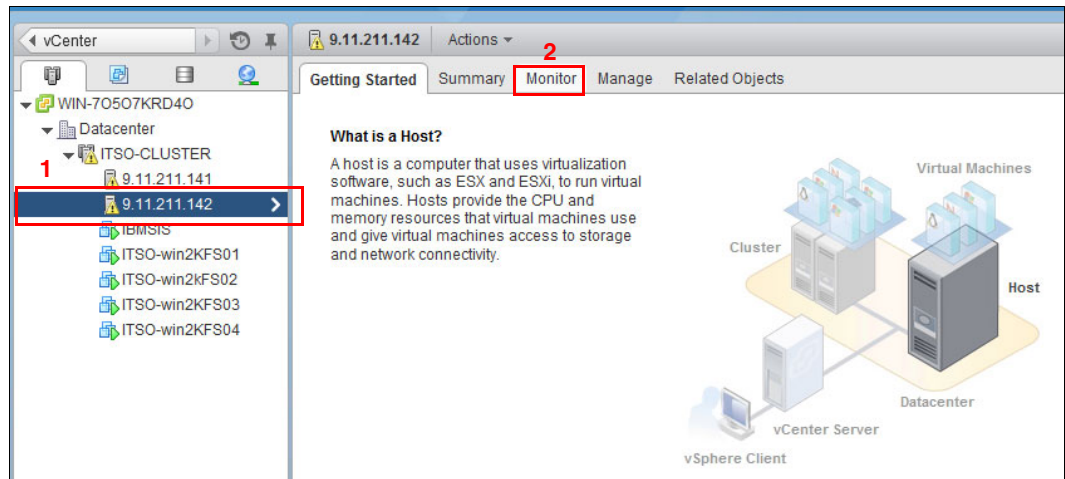 vCenter
9.11.211.142 Actions
2
Getting Started Summary Monitor Manage Related Objects
WIN-7O5O7KRD4O
Datacenter
ITSO-CLUSTER
1
9.11.211.141
9.11.211.142
IBMSIS
ITSO-win2KFS01
ITSO-win2kFS02
ITSO-win2KFS03
ITSO-win2KFS04
What is a Host?
A host is a computer that uses virtualization
software, such as ESX and ESXi, to run virtual
machines. Hosts provide the CPU and
memory resources that virtual machines use
and give virtual machines access to storage
and network connectivity.
Virtual Machines
Cluster
Host
Datacenter
vCenter Server
vSphere Client